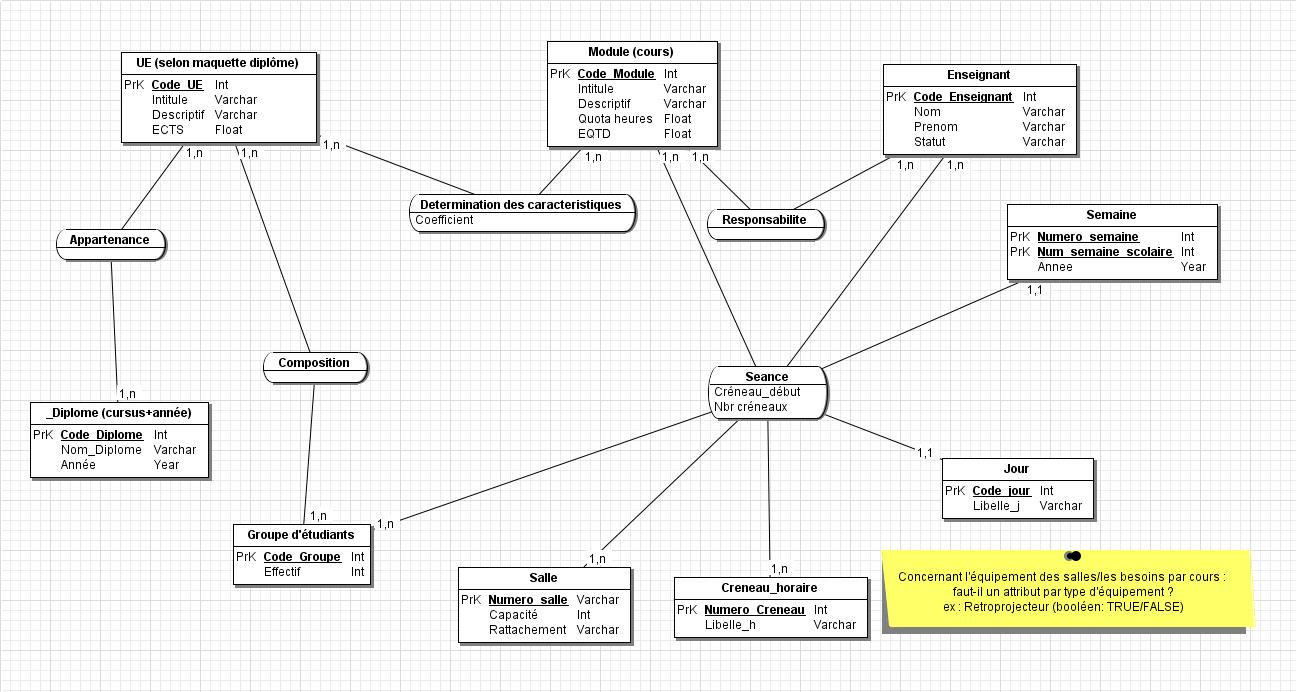 UE (selon maquette diplôme)
PrK Code_UE Int
Intitule Varchar
Descriptif Varchar
ECTS Float
1,n
1,n
1,n
Module (cours)
PrK Code_Module Int
Intitule Varchar
Descriptif Varchar
Quota heures Float
EQTD Float
1,n
1,n
1,n
Enseignant
PrK Code_Enseignant Int
Nom Varchar
Prenom Varchar
Statut Varchar
1,n
1,n
Determination des caracteristiques
Coefficient
Responsabilite
Semaine
PrK Numero_semaine Int
PrK Num_semaine_scolaire Int
Annee Year
1,1
Appartenance
Composition
Seance
Créneau_début
Nbr créneaux
1,n
_Diplome (cursus+année)
PrK Code_Diplome Int
Nom_Diplome Varchar
Année Year
1,n
1,n
Groupe d'étudiants
PrK Code_Groupe Int
Effectif Int
1,n
Salle
PrK Numero_salle Varchar
Capacité Int
Rattachement Varchar
1,n
Creneau_horaire
PrK Numero_Creneau Int
Libelle_h Varchar
1,1
Jour
PrK Code_jour Int
Libelle_j Varchar
Concernant l'équipement des salles/les besoins par cours :
faut-il un attribut par type d'équipement ?
ex : Retroprojecteur (booléen: TRUE/FALSE)